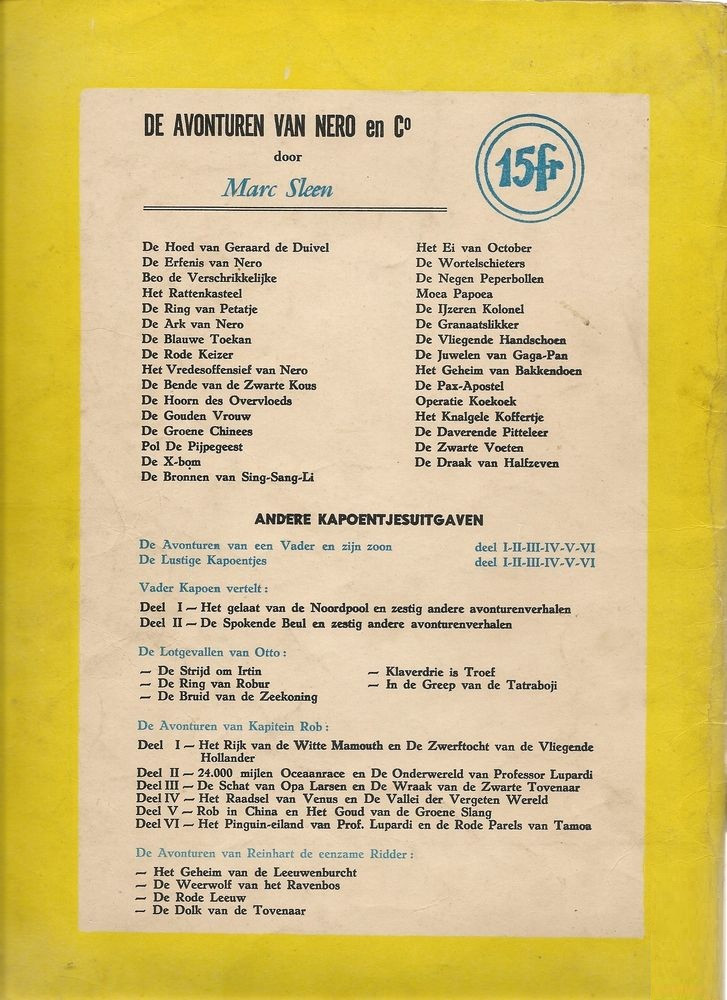 DE AVONTUREN VAN NERO en Cº
door
Marc Sleen
15fr
De Hoed van Geraard de Duivel
De Erfenis van Nero
Beo de Verschrikkelijke
Het Rattenkasteel
De Ring van Petatje
De Ark van Nero
De Blauwe Toekan
De Rode Keizer
Het Vredesoffensief van Nero
De Bende van de Zwarte Kous
De Hoorn des Overvloeds
De Gouden Vrouw
De Groene Chinees
Pol De Pijpegeest
De X-bom
De Bronnen van Sing-Sang-Li
Het Ei van October
De Wortelschieters
De Negen Peperbollen
Moea Papoea
De IJzeren Kolonel
De Granaatslikker
De Vliegende Handschoen
De Juwelen van Gaga-Pan
Het Geheim van Bakkendoen
De Pax-Apostel
Operatie Koekoek
Het Knalgele Koffertje
De Daverende Pitteleer
De Zwarte Voeten
De Draak van Halfzeven
ANDERE KAPOENTJESUITGAVEN
De Avonturen van een Vader en zijn zoon deel I-II-III-IV-V-VI
De Lustige Kapoentjes deel I-II-III-IV-V-VI
Vader Kapoen vertelt :
Deel I — Het gelaat van de Noordpool en zestig andere avonturenverhalen
Deel II — De Spokende Beul en zestig andere avonturenverhalen
De Lotgevallen van Otto :
— De Strijd om Irtin
— De Ring van Robur
— De Bruid van de Zeekoning
— Klaverdrie is Troef
— In de Greep van de Tatraboji
De Avonturen van Kapitein Rob :
Deel I — Het Rijk van de Witte Mamouth en De Zwerftocht van de Vliegende
Hollander
Deel II — 24.000 mijlen Oceaanrace en De Onderwereld van Professor Lupardi
Deel III — De Schat van Opa Larsen en De Wraak van de Zwarte Tovenaar
Deel IV — Het Raadsel van Venus en De Vallei der Vergeten Wereld
Deel V — Rob in China en Het Goud van de Groene Slang
Deel VI — Het Pinguin-eiland van Prof. Lupardi en de Rode Parels van Tamoa
De Avonturen van Reinhart de eenzame Ridder :
— Het Geheim van de Leeuwenburcht
— De Weerwolf van het Ravenbos
— De Rode Leeuw
— De Dolk van de Tovenaar